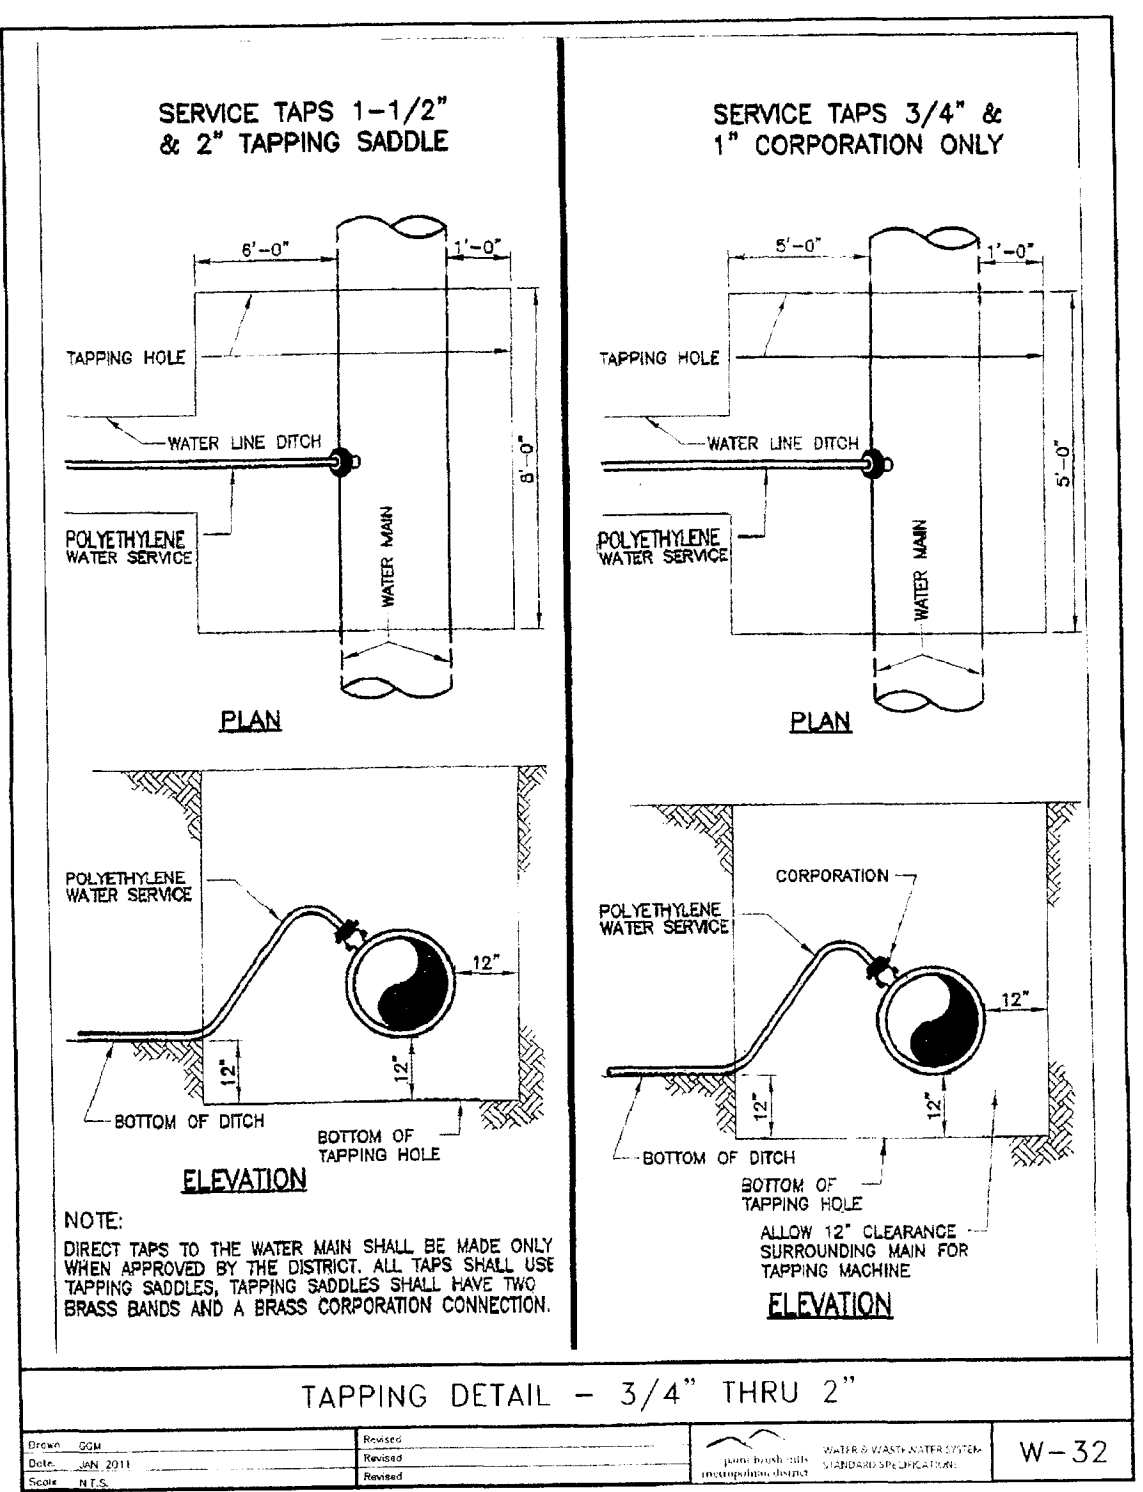 SERVICE TAPS 1-1/2"
& 2" TAPPING SADDLE
6'-0"
1'-0"
TAPPING HOLE
WATER LINE DITCH
8'-0"
POLYETHYLENE
WATER SERVICE
WATER MAIN
PLAN
POLYETHYLENE
WATER SERVICE
12"
12"
12"
BOTTOM OF DITCH
BOTTOM OF
TAPPING HOLE
ELEVATION
NOTE:
DIRECT TAPS TO THE WATER MAIN SHALL BE MADE ONLY
WHEN APPROVED BY THE DISTRICT. ALL TAPS SHALL USE
TAPPING SADDLES, TAPPING SADDLES SHALL HAVE TWO
BRASS BANDS AND A BRASS CORPORATION CONNECTION.
SERVICE TAPS 3/4" &
1" CORPORATION ONLY
5'-0"
1'-0"
TAPPING HOLE
WATER LINE DITCH
5'-0"
POLYETHYLENE
WATER SERVICE
WATER MAIN
PLAN
CORPORATION
POLYETHYLENE
WATER SERVICE
12"
12"
12"
BOTTOM OF DITCH
BOTTOM OF
TAPPING HOLE
ALLOW 12" CLEARANCE
SURROUNDING MAIN FOR
TAPPING MACHINE
ELEVATION
TAPPING DETAIL - 3/4" THRU 2"
Drawn GGM
Date JAN 2011
Scale N.T.S.
Revised
Revised
Revised
paint brush hills
metropolitan district
WATER & WASTEWATER SYSTEM
STANDARD SPECIFICATIONS
W-32